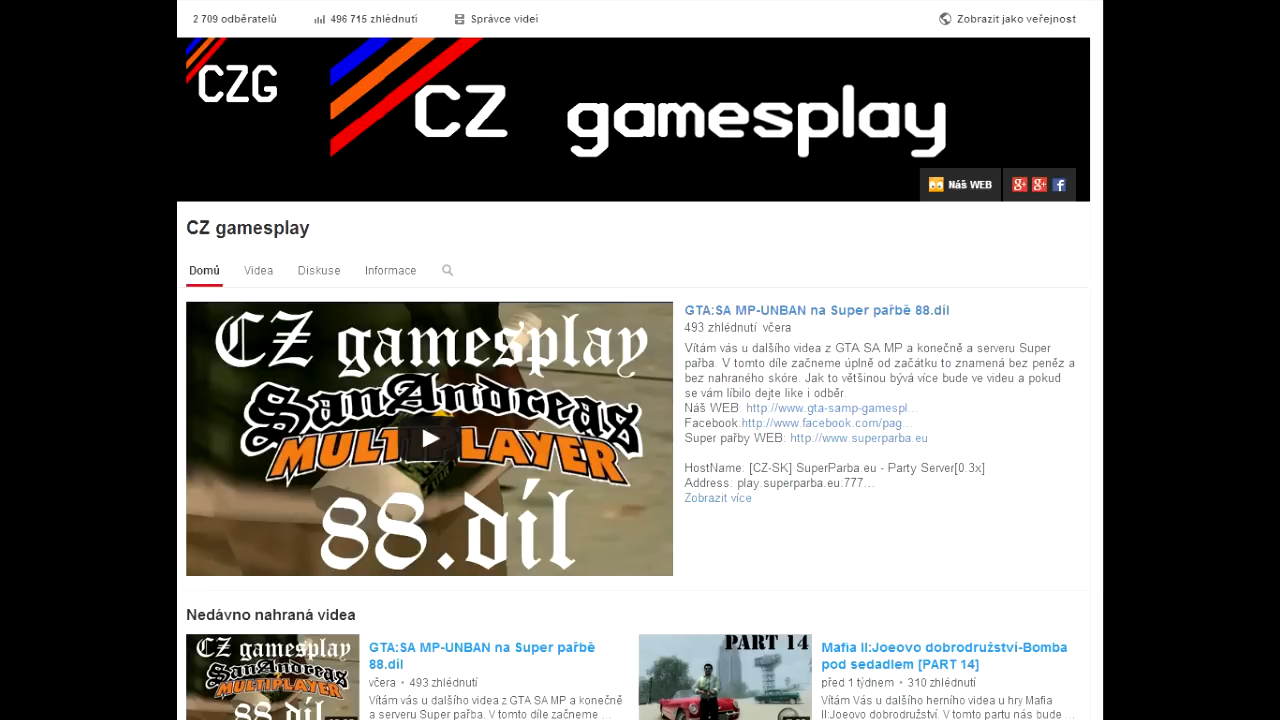 2 709 odběratelů 496 715 zhlédnutí Správce videí Zobrazit jako veřejnost
CZG
CZ gamesplay
Náš WEB
CZ gamesplay
Domů Videa Diskuse Informace
CZ gamesplay
SanAndreas
MULTIPLAYER
88.díl
GTA:SA MP-UNBAN na Super pařbě 88.díl
493 zhlédnutí včera
Vítám vás u dalšího videa z GTA SA MP a konečně a serveru Super
pařba. V tomto díle začneme úplně od začátku to znamená bez peněz a
bez nahraného skóre. Jak to většinou bývá více bude ve videu a pokud
se vám líbilo dejte like i odběr
Náš WEB: http://www.gta-samp-gamespl...
Facebook:http://www.facebook.com/pag...
Super pařby WEB: http://www.superparba.eu
HostName: [CZ-SK] SuperParba.eu - Party Server[0.3x]
Address: play.superparba.eu:777...
Zobrazit více
Nedávno nahraná videa
CZ gamesplay
SanAndreas
MULTIPLAYER
88.díl
GTA:SA MP-UNBAN na Super pařbě
88.díl
včera • 493 zhlédnutí
Vítám vás u dalšího videa z GTA SA MP a konečně
a serveru Super pařba. V tomto díle začneme ...
PART 14
Mafia II:Joeovo dobrodružství-Bomba
pod sedadlem [PART 14]
před 1 týdnem • 310 zhlédnutí
Vítám Vás u dalšího herního videa u hry Mafia
II:Joeovo dobrodružství. V tomto partu nás bude ...